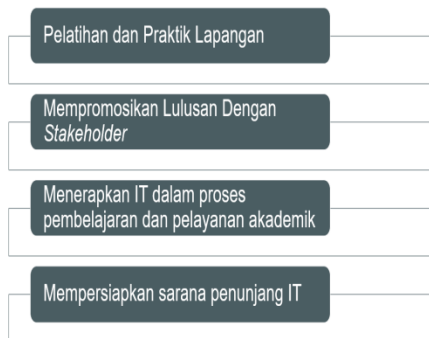 Pelatihan dan Praktik Lapangan
Mempromosikan Lulusan Dengan
Stakeholder
Menerapkan IT dalam proses
pembelajaran dan pelayanan akademik
Mempersiapkan sarana penunjang IT